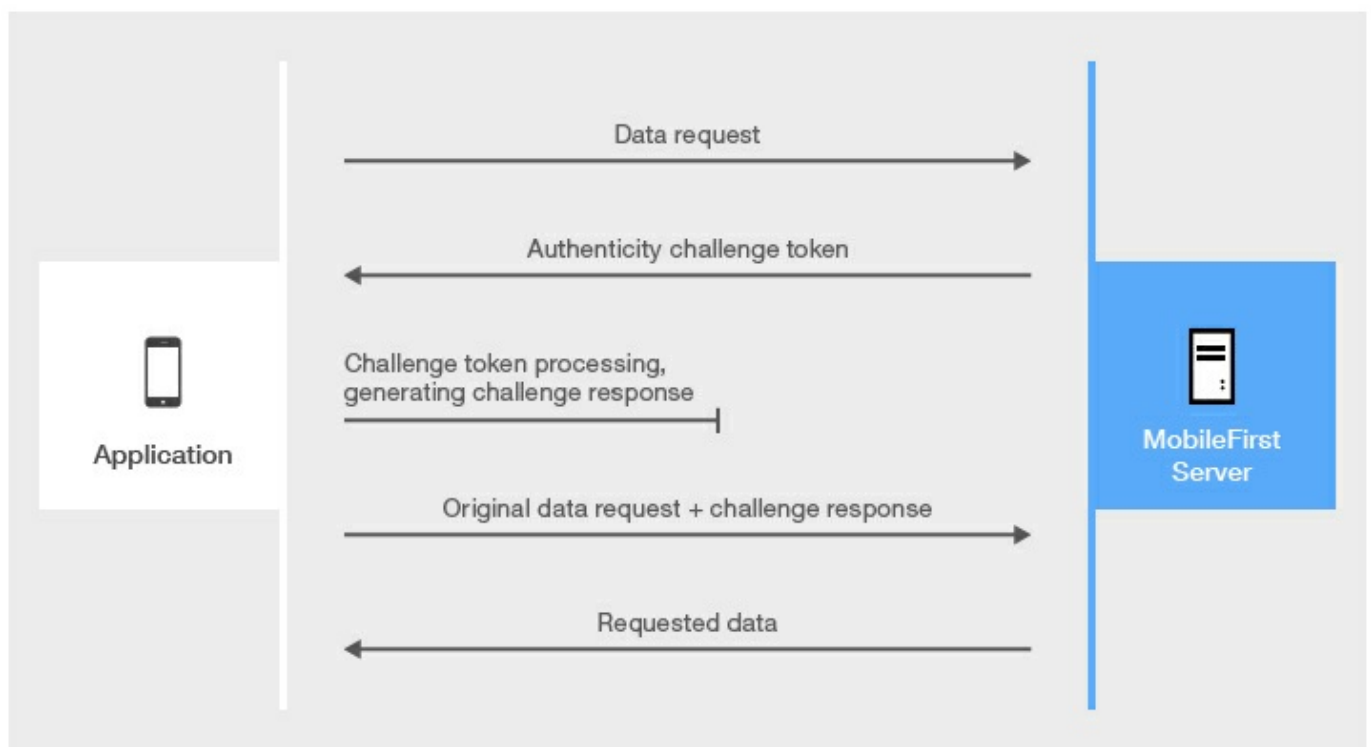 Data request
Authenticity challenge token
Challenge token processing,
generating challenge response
Application
MobileFirst
Server
Original data request + challenge response
Requested data